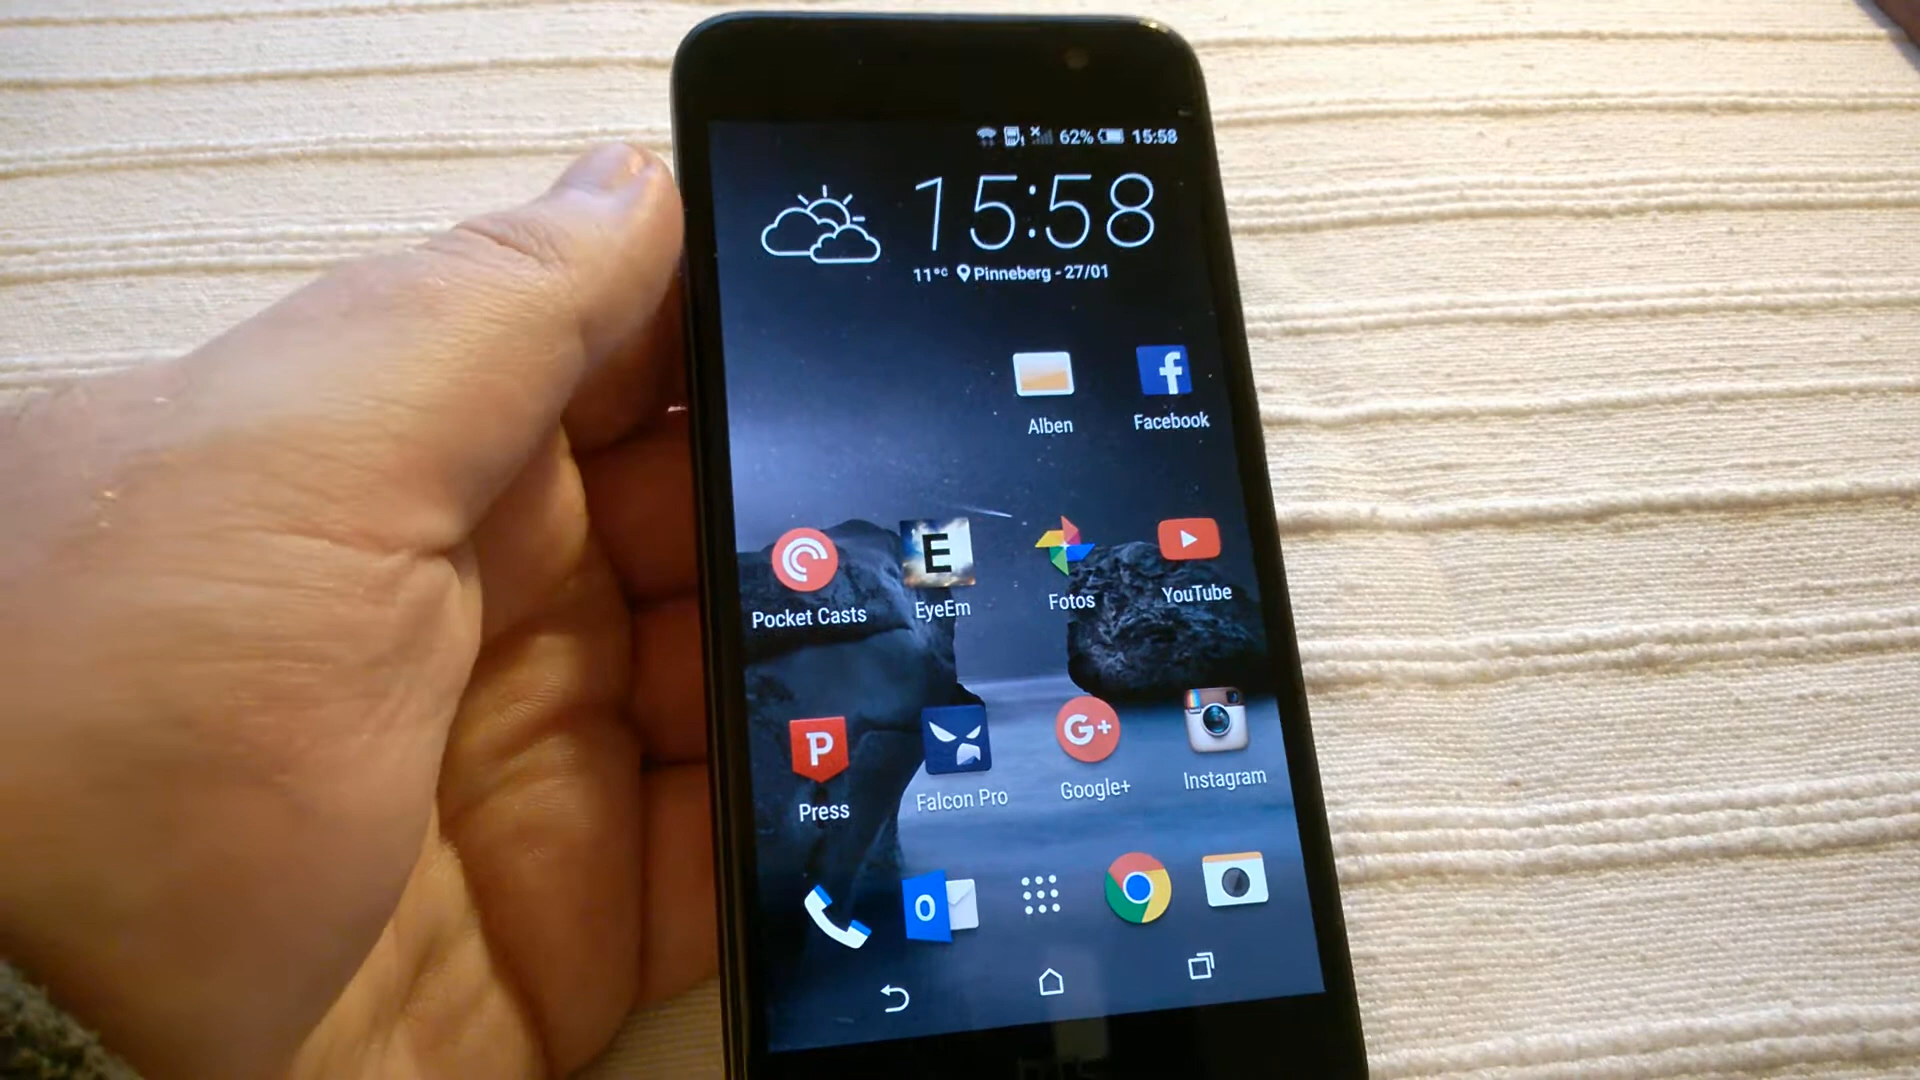 62% 15:58
15:58
11°C Pinneberg - 27/01
Alben Facebook
E
Pocket Casts EyeEm Fotos YouTube
P G+
Press Falcon Pro Google+ Instagram
O